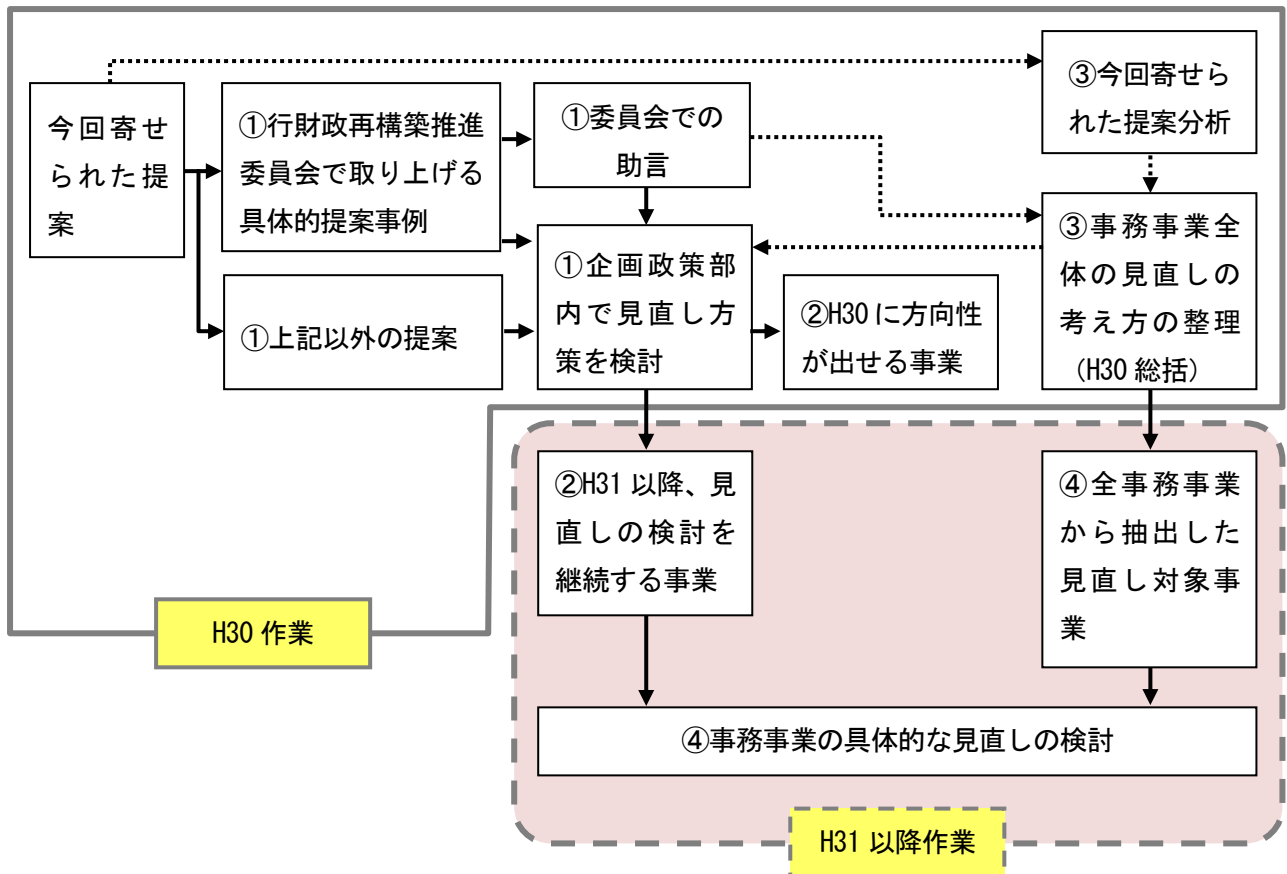 今回寄せ
られた提
案
①行財政再構築推進
委員会で取り上げる
具体的提案事例
①上記以外の提案
①委員会での
助言
①企画政策部
内で見直し方
策を検討
②H30に方向性
が出せる事業
③今回寄せら
れた提案分析
③事務事業全
体の見直しの
考え方の整理
（H30 総括）
H30 作業
②H31 以降、見
直しの検討を
継続する事業
④全事務事業
から抽出した
見直し対象事
業
④事務事業の具体的な見直しの検討
H31 以降作業